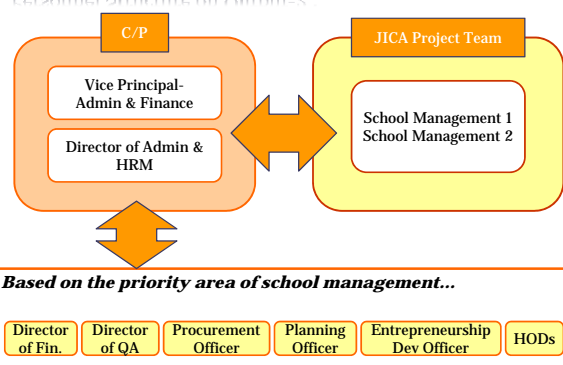 C/P
JICA Project Team
Vice Principal-
Admin & Finance
Director of Admin &
HRM
School Management 1
School Management 2
Based on the priority area of school management...
Director
of Fin.
Director
of QA
Procurement
Officer
Planning
Officer
Entrepreneurship
Dev Officer
HODs